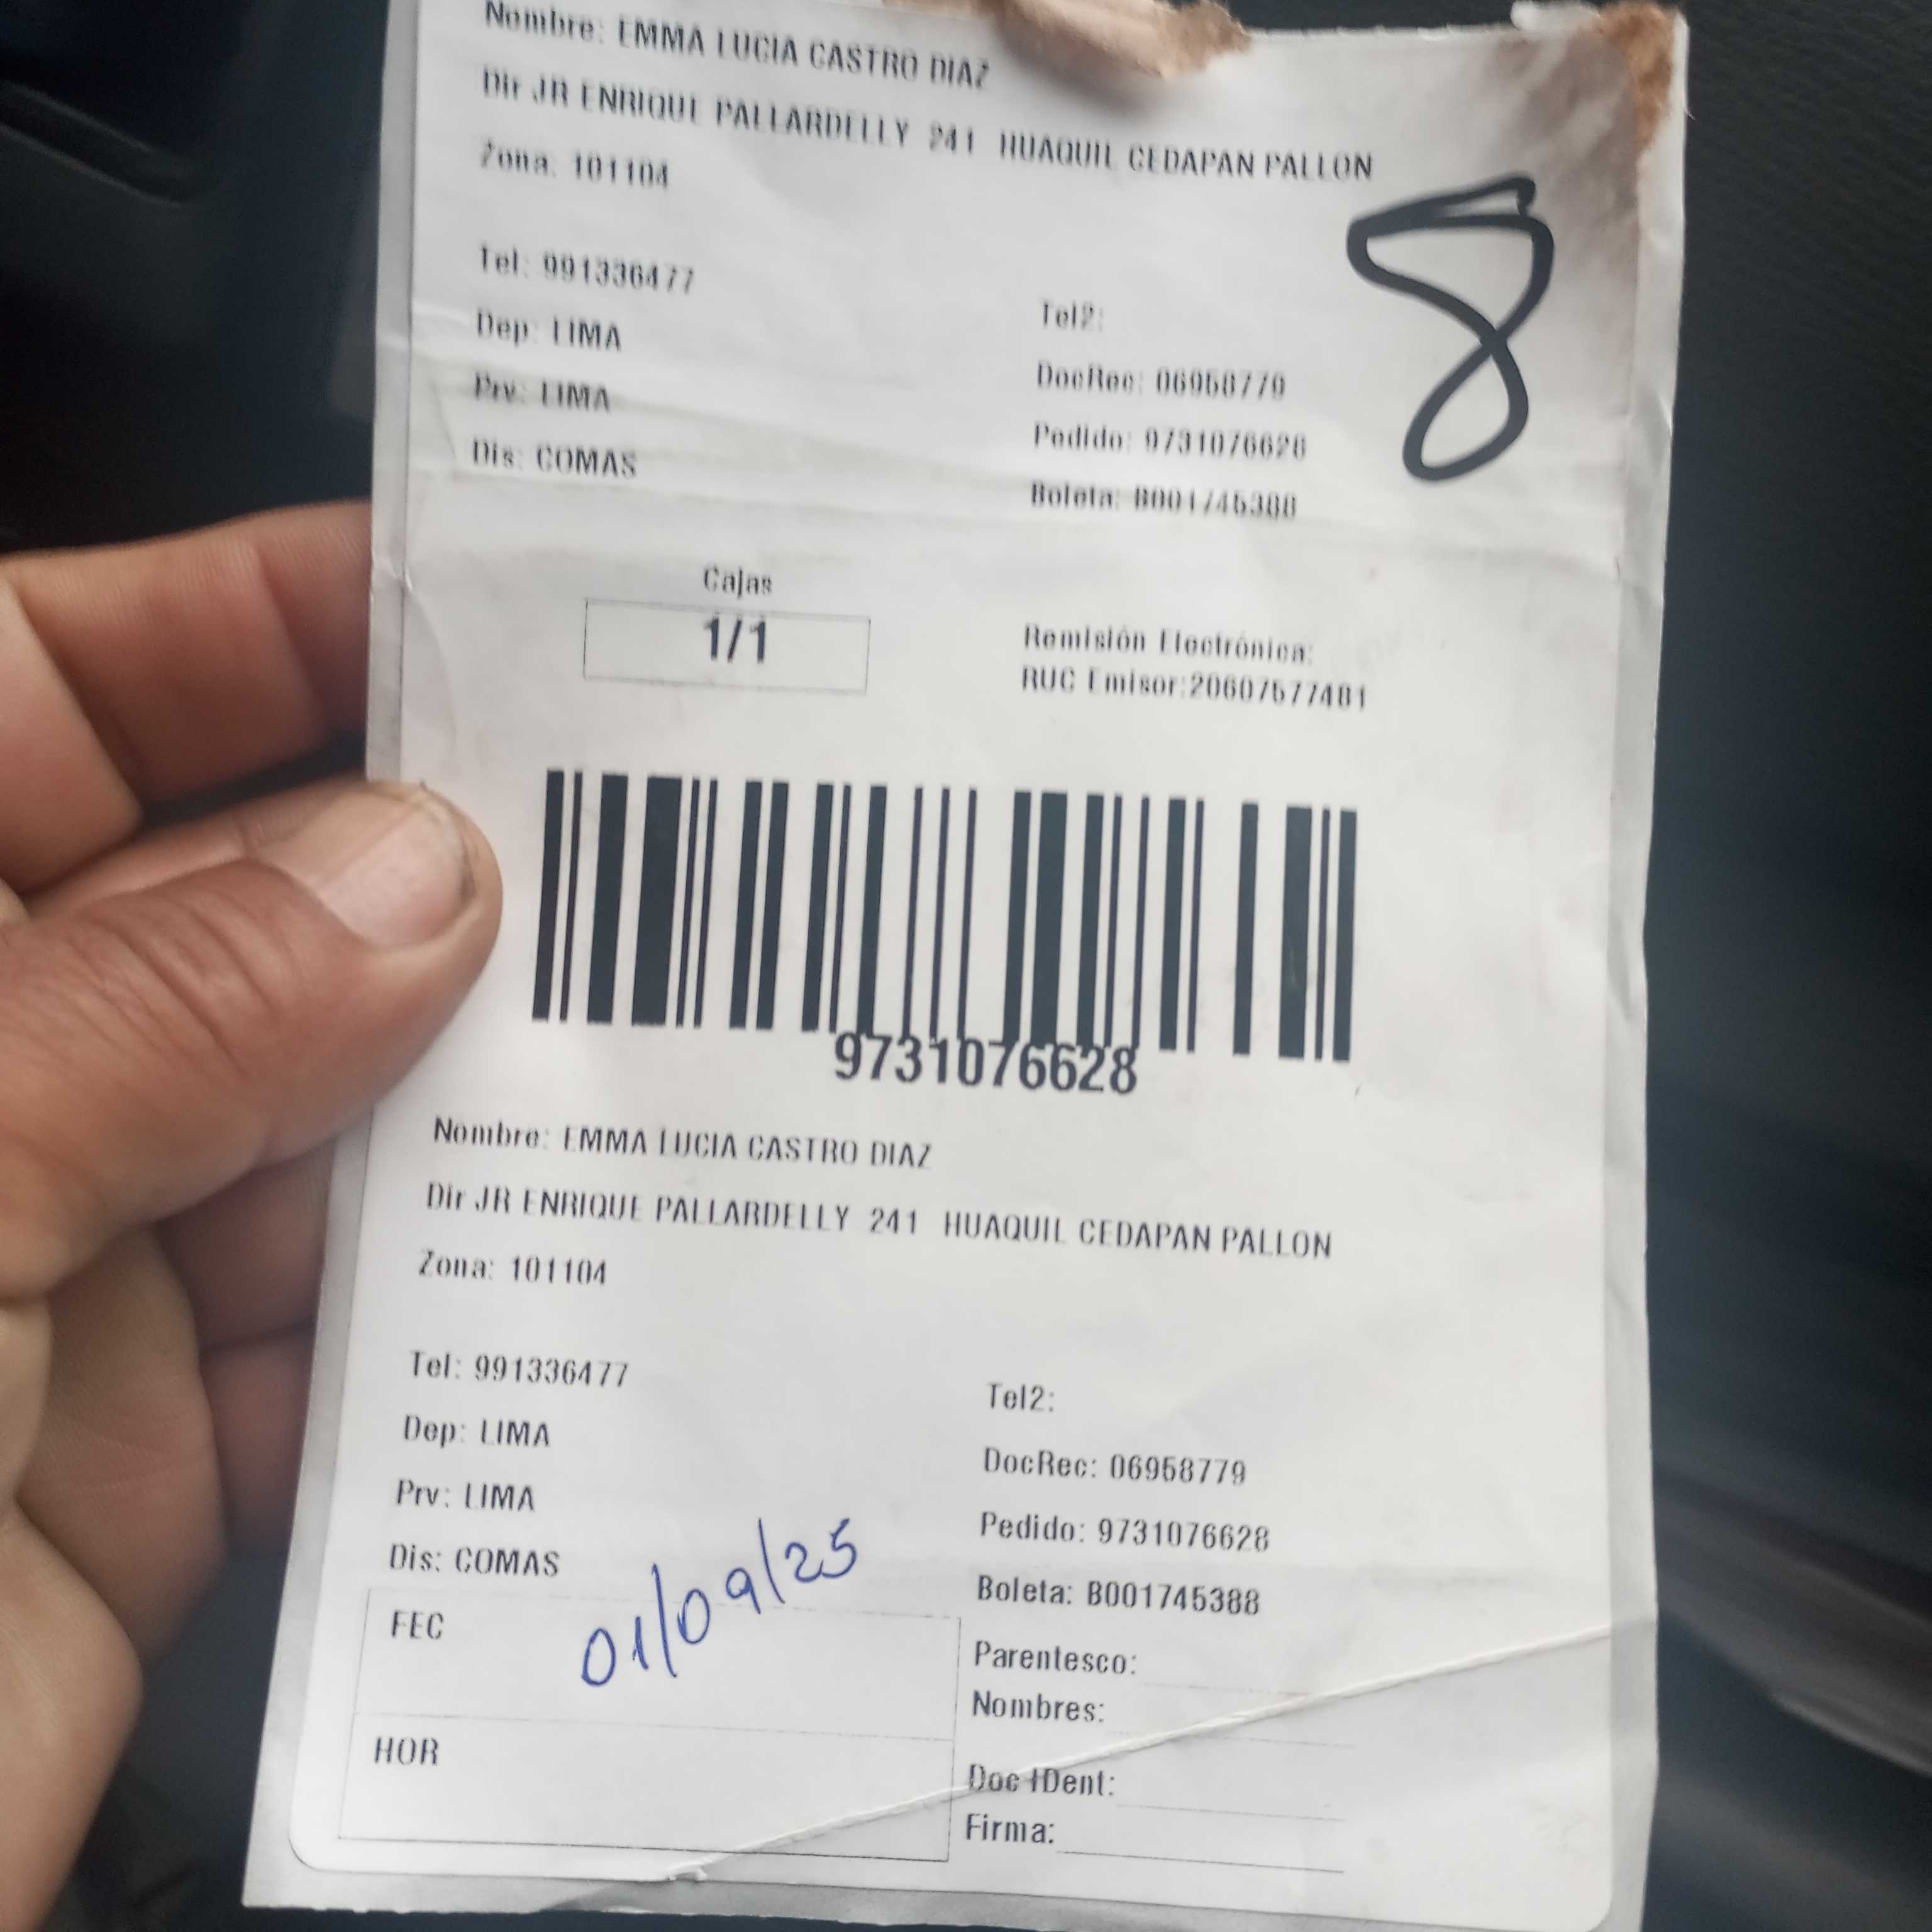 Nombre: EMMA LUCIA CASTRO DIAZ
Dir JR ENRIQUE PALLARDELLY 241 HUAQUIL CEDAPAN PALLON
Zona: 101104
8
Tel: 991336477
Tel2:
Dep: LIMA
DocRec: 06958779
Prv: LIMA
Pedido: 9731076628
Dis: COMAS
Boleta: B001745388
Cajas
1/1
Remisión Electrónica:
RUC Emisor:20607577481
9731076628
Nombre: EMMA LUCIA CASTRO DIAZ
Dir JR ENRIQUE PALLARDELLY 241 HUAQUIL CEDAPAN PALLON
Zona: 101104
Tel: 991336477
Tel2:
Dep: LIMA
DocRec: 06958779
Prv: LIMA
Pedido: 9731076628
Dis: COMAS
Boleta: B001745388
FEC
01/09/25
Parentesco:
Nombres:
HOR
Doc IDent:
Firma: